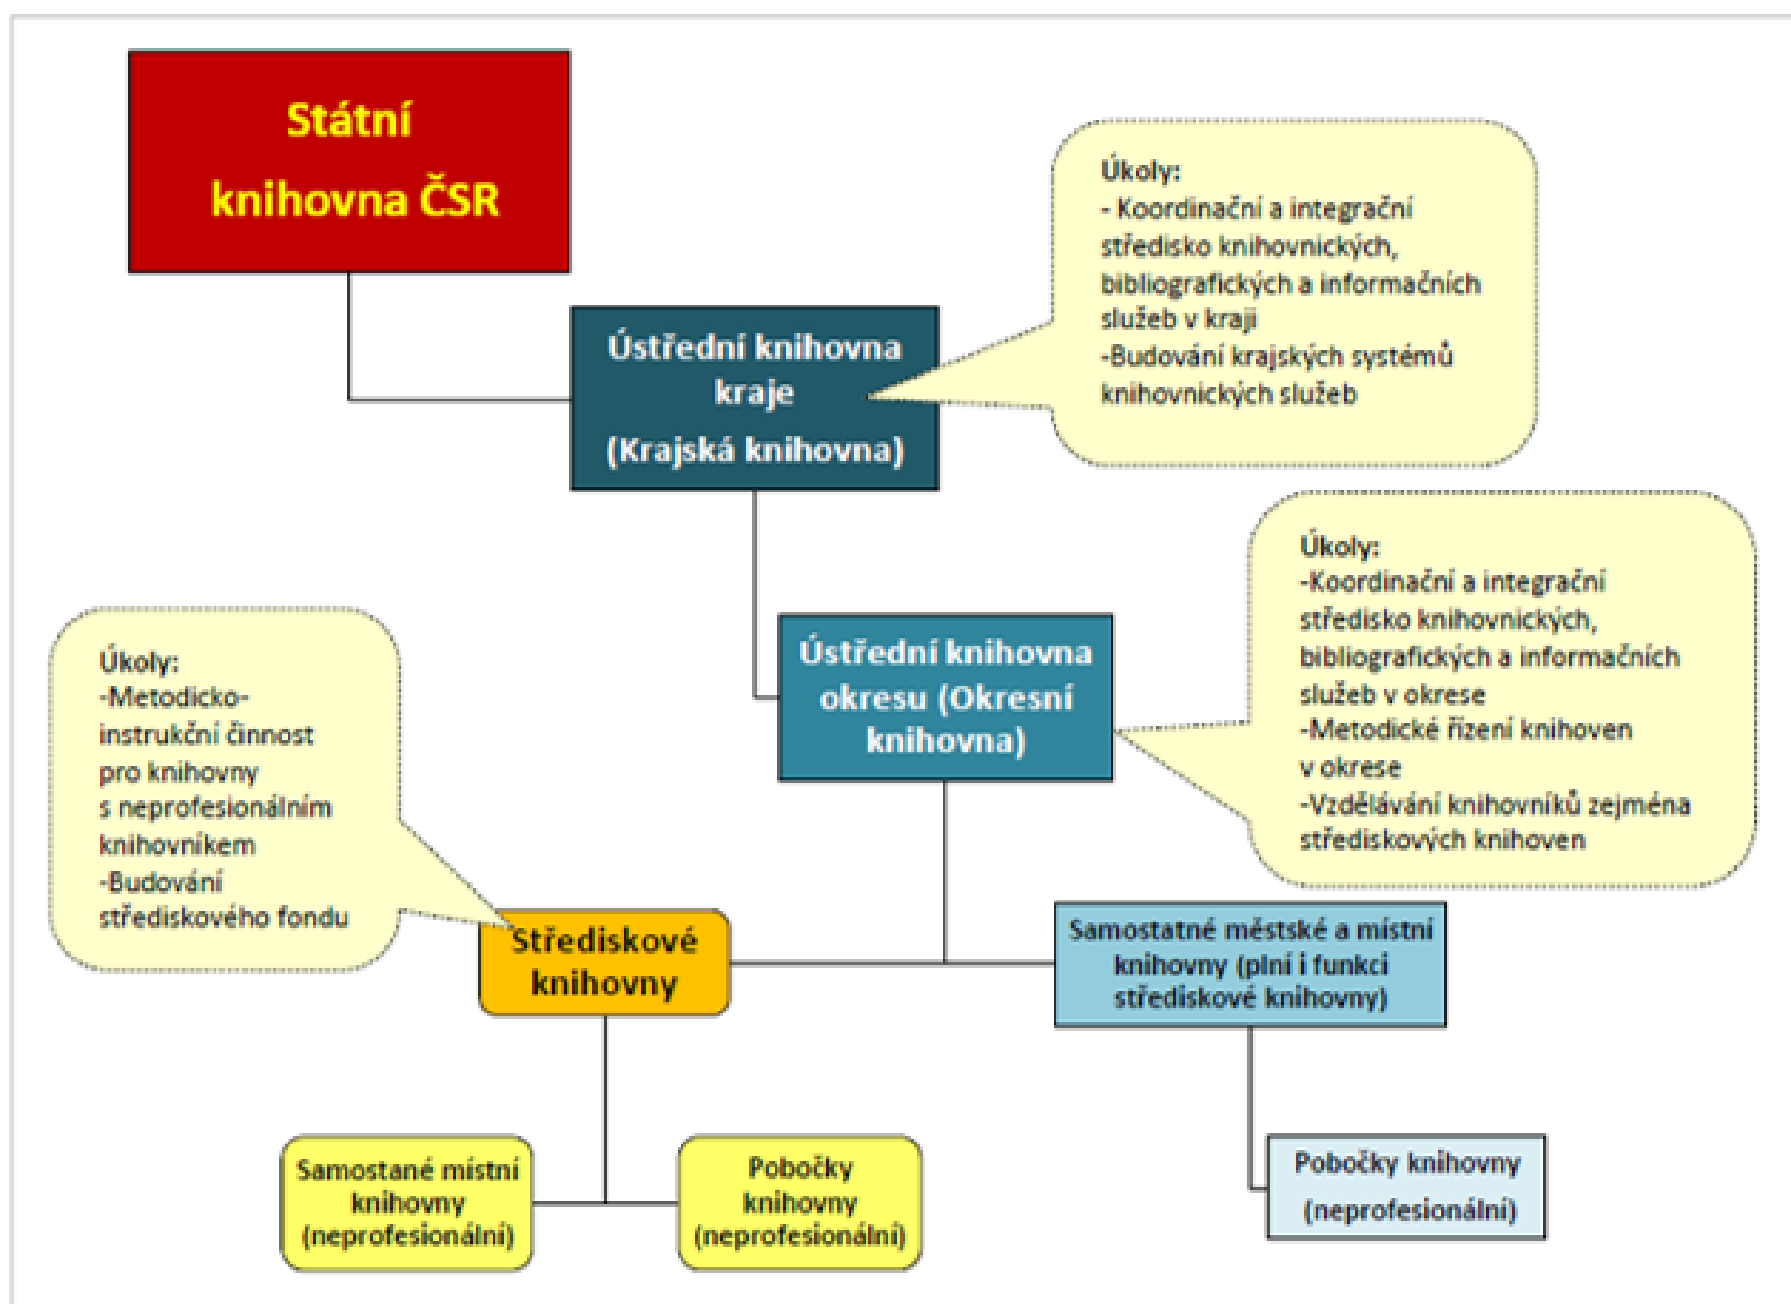 Státní
knihovna ČSR
Úkoly:
- Koordinační a integrační
středisko knihovnických,
bibliografických a informačních
služeb v kraji
-Budování krajských systémů
knihovnických služeb
Ústřední knihovna
kraje
(Krajská knihovna)
Úkoly:
-Koordinační a integrační
středisko knihovnických,
bibliografických a informačních
služeb v okrese
-Metodické řízení knihoven
v okrese
-Vzdělávání knihovníků zejména
střediskových knihoven
Ústřední knihovna
okresu (Okresní
knihovna)
Úkoly:
-Metodicko-
instrukční činnost
pro knihovny
s neprofesionálním
knihovníkem
-Budování
střediskového fondu
Střediskové
knihovny
Samostatné městské a místní
knihovny (plní i funkci
střediskové knihovny)
Samostané místní
knihovny
(neprofesionální)
Pobočky
knihovny
(neprofesionální)
Pobočky knihovny
(neprofesionální)